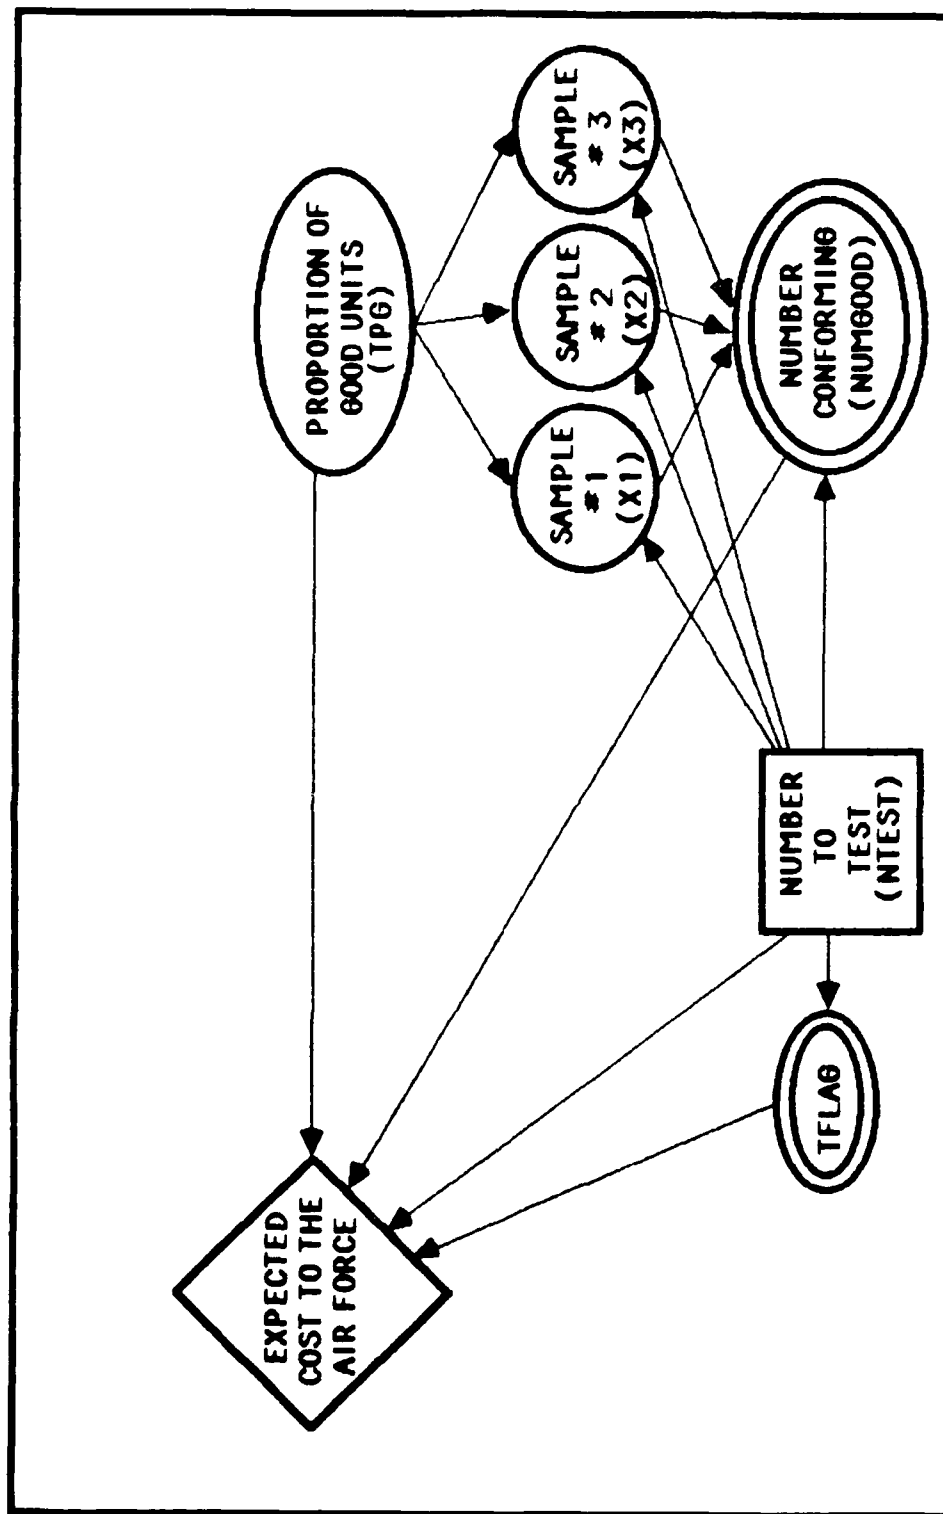 EXPECTED
COST TO THE
AIR FORCE
PROPORTION OF
GOOD UNITS
(TPG)
SAMPLE
#1
(X1)
SAMPLE
# 2
(X2)
SAMPLE
# 3
(X3)
TFLAG
NUMBER
TO
TEST
(NTEST)
NUMBER
CONFORMING
(NUMGOOD)